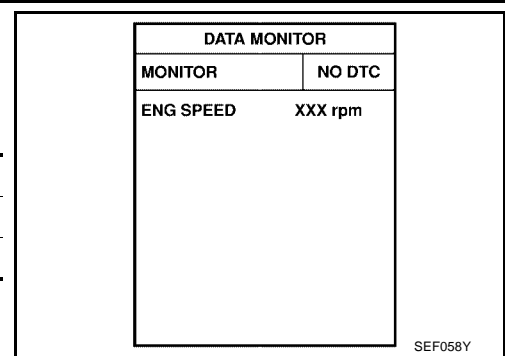 DATA MONITOR
MONITOR NO DTC
ENG SPEED XXX rpm
SEF058Y